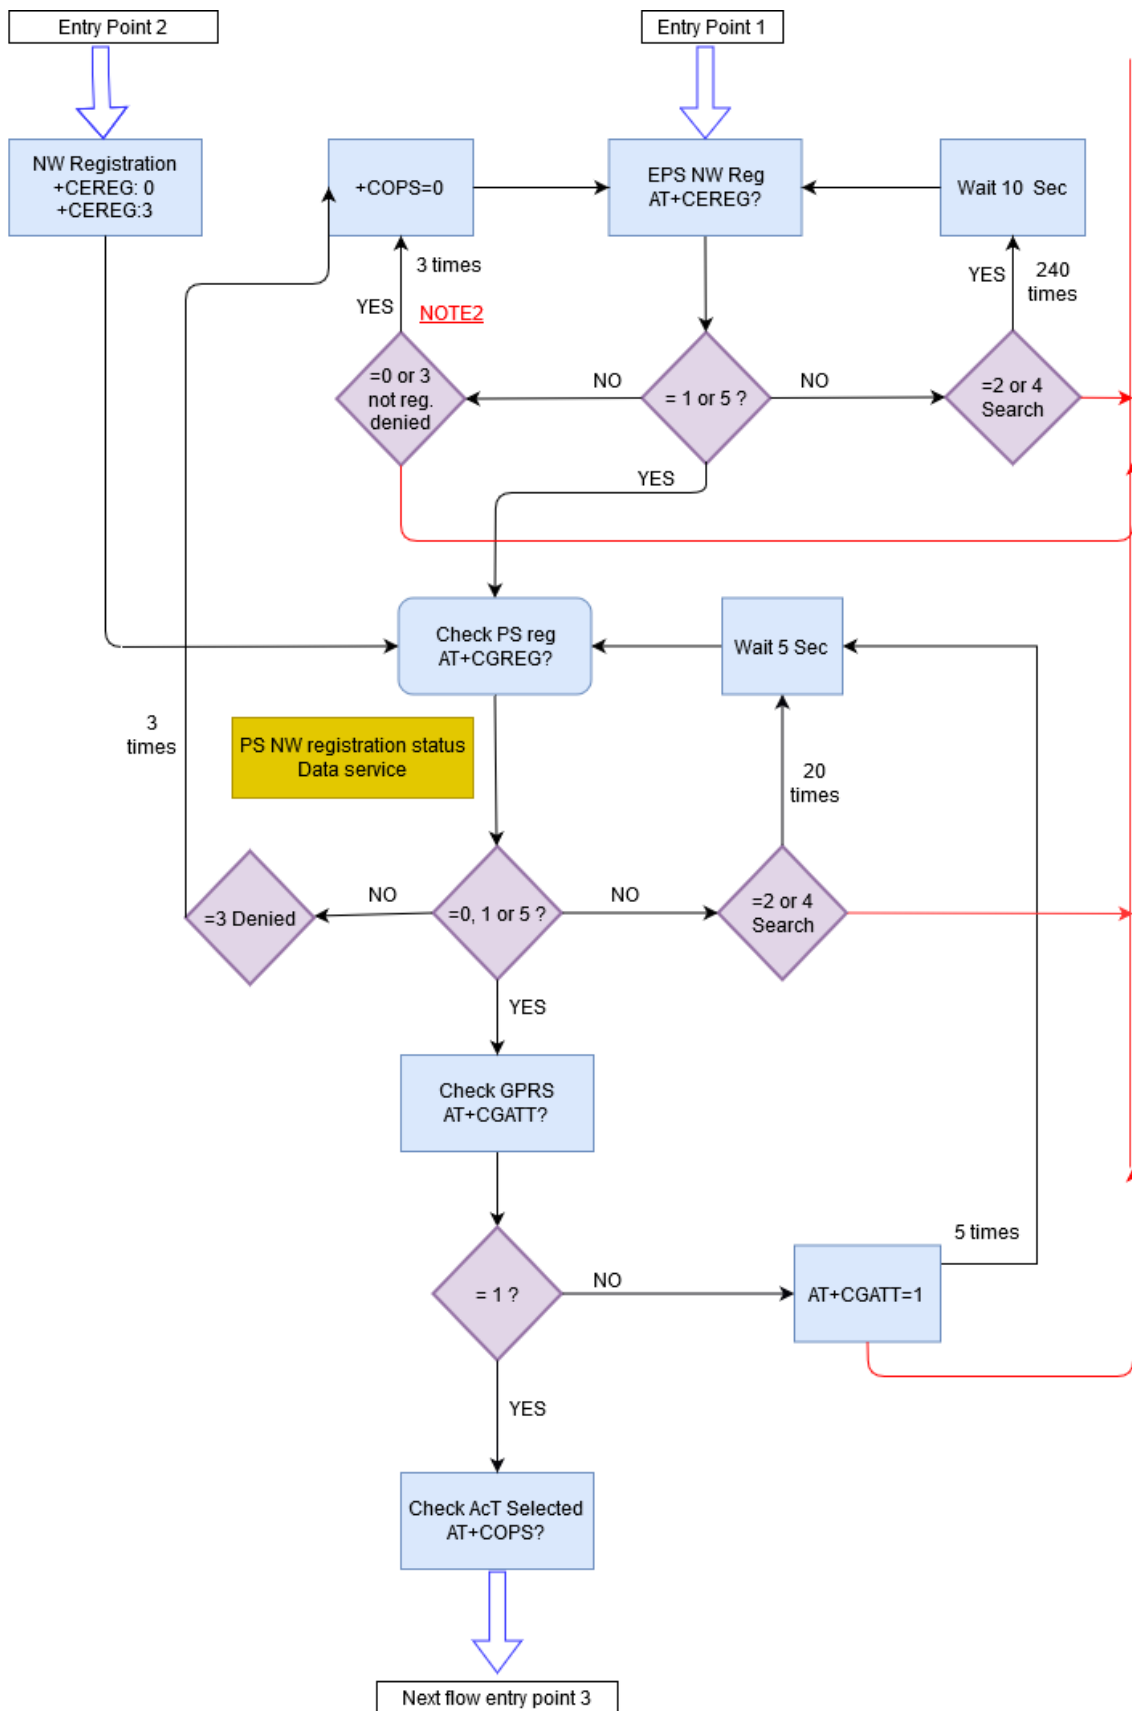 Entry Point 2
Entry Point 1
NW Registration
+CEREG: 0
+CEREG:3
+COPS=0
EPS NW Reg
AT+CEREG?
Wait 10 Sec
3 times
YES
NOTE2
YES
240
times
=0 or 3
not reg.
denied
NO
= 1 or 5 ?
NO
=2 or 4
Search
YES
Check PS reg
AT+CGREG?
Wait 5 Sec
3
times
PS NW registration status
Data service
20
times
=3 Denied
NO
=0, 1 or 5 ?
NO
=2 or 4
Search
YES
Check GPRS
AT+CGATT?
5 times
= 1 ?
NO
AT+CGATT=1
YES
Check AcT Selected
AT+COPS?
Next flow entry point 3